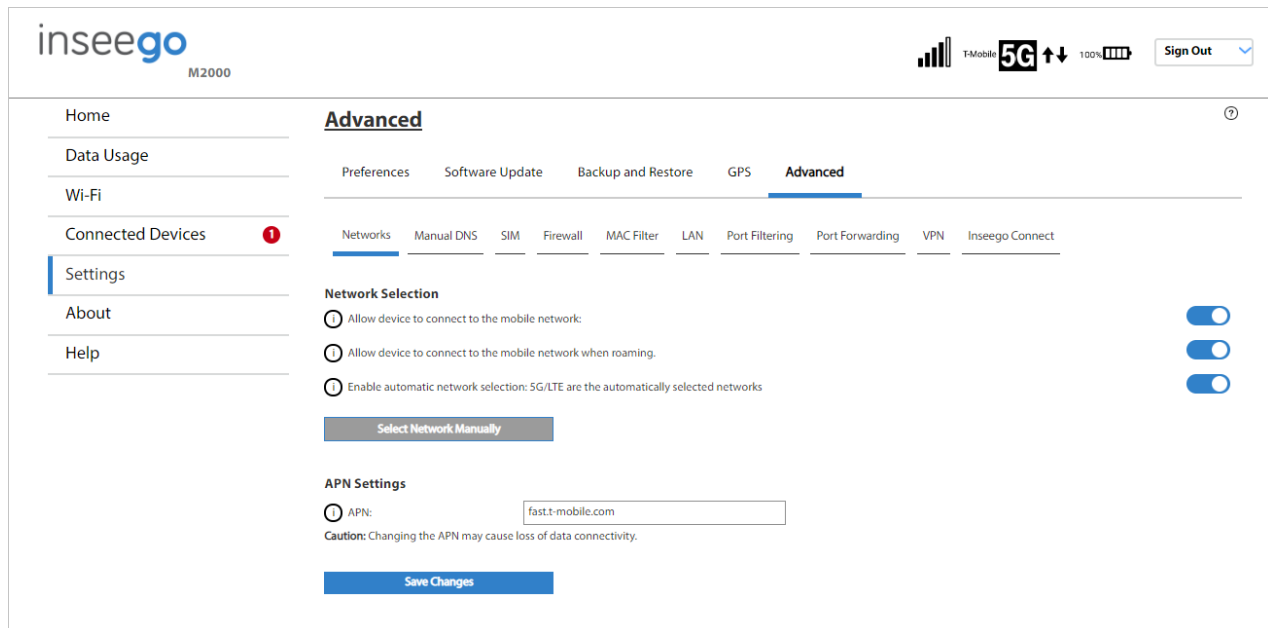 inseego
M2000
T-Mobile 5G 100% Sign Out
Home
Data Usage
Wi-Fi
Connected Devices 1
Settings
About
Help
Advanced ?
Preferences Software Update Backup and Restore GPS Advanced
Networks Manual DNS SIM Firewall MAC Filter LAN Port Filtering Port Forwarding VPN Inseego Connect
Network Selection
i Allow device to connect to the mobile network:
i Allow device to connect to the mobile network when roaming.
i Enable automatic network selection: 5G/LTE are the automatically selected networks
Select Network Manually
APN Settings
i APN: fast.t-mobile.com
Caution: Changing the APN may cause loss of data connectivity.
Save Changes